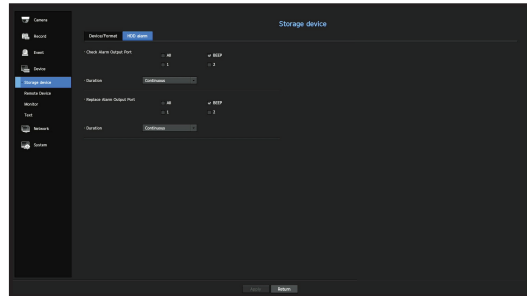 Storage device
Camera
Record
Event
Device
Storage device
Remote Device
Monitor
Text
Network
System
Device/Format HDD alarm
· Check Alarm Output Port
All BEEP
1 2
· Duration Continuous
· Replace Alarm Output Port
All BEEP
1 2
· Duration Continuous
Apply Return